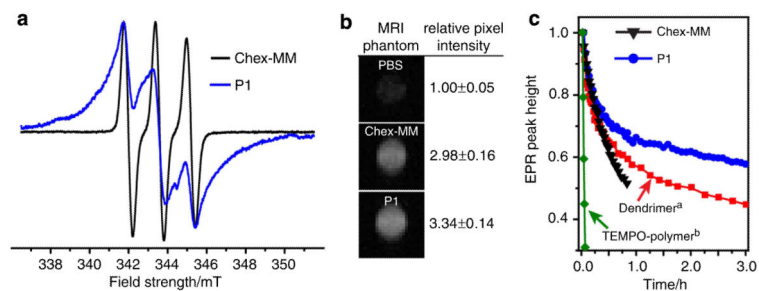 a
Chex-MM
P1
338 340 342 344 346 348 350
Field strength/mT
b
MRI phantom
relative pixel intensity
PBS
1.00±0.05
Chex-MM
2.98±0.16
P1
3.34±0.14
c
Chex-MM
P1
EPR peak height
1.0
0.8
0.6
0.4
Dendrimerᵃ
TEMPO-polymerᵇ
0.0 1.0 2.0 3.0
Time/h